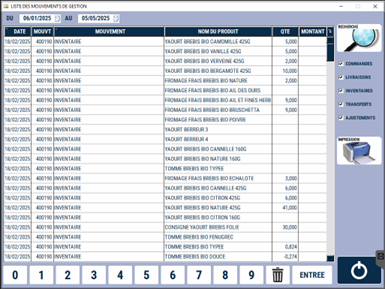 LISTE DES MOUVEMENTS DE GESTION
DU 06/01/2025 AU 05/05/2025
DATE MOUVT MOUVEMENT NOM DU PRODUIT QTE MONTANT
18/02/2025 400190 INVENTAIRE YAOURT BREBIS BIO CAMOMILLE 425G 5,000
18/02/2025 400190 INVENTAIRE YAOURT BREBIS BIO VANILLE 425G 5,000
18/02/2025 400190 INVENTAIRE YAOURT BREBIS BIO VERVEINE 425G 2,000
18/02/2025 400190 INVENTAIRE YAOURT BREBIS BIO BERGAMOTE 425G 10,000
18/02/2025 400190 INVENTAIRE FROMAGE FRAIS BREBIS BIO NATURE 2,000
18/02/2025 400190 INVENTAIRE FROMAGE FRAIS BREBIS BIO AIL DES OURS
18/02/2025 400190 INVENTAIRE FROMAGE FRAIS BREBIS BIO AIL ET FINES HERB 9,000
18/02/2025 400190 INVENTAIRE FROMAGE FRAIS BREBIS BIO BRUSCHETTA 9,000
18/02/2025 400190 INVENTAIRE FROMAGE FRAIS BREBIS BIO POIVRE
18/02/2025 400190 INVENTAIRE YAOURT BERREUR 3
18/02/2025 400190 INVENTAIRE YAOURT BERREUR 4
18/02/2025 400190 INVENTAIRE YAOURT BREBIS BIO CANNELLE 160G
18/02/2025 400190 INVENTAIRE YAOURT BREBIS BIO NATURE 160G
18/02/2025 400190 INVENTAIRE TOMME BREBIS BIO TYPEE
18/02/2025 400190 INVENTAIRE FROMAGE FRAIS BREBIS BIO ECHALOTE 3,000
18/02/2025 400190 INVENTAIRE YAOURT BREBIS BIO CANNELLE 425G 6,000
18/02/2025 400190 INVENTAIRE YAOURT BREBIS BIO CITRON 425G 6,000
18/02/2025 400190 INVENTAIRE YAOURT BREBIS BIO NATURE 425G 41,000
18/02/2025 400190 INVENTAIRE YAOURT BREBIS BIO CITRON 160G
18/02/2025 400190 INVENTAIRE CONSIGNE YAOURT BREBIS FOLIE 30,000
18/02/2025 400190 INVENTAIRE TOMME BREBIS BIO FENUGREC
18/02/2025 400190 INVENTAIRE TOMME BREBIS BIO TYPEE 0,824
18/02/2025 400190 INVENTAIRE TOMME BREBIS BIO DOUCE -0,274
RECHERCHE
COMMANDES
LIVRAISONS
INVENTAIRES
TRANSPORTS
AJUSTEMENTS
IMPRESSION
0 1 2 3 4 5 6 7 8 9 ENTREE